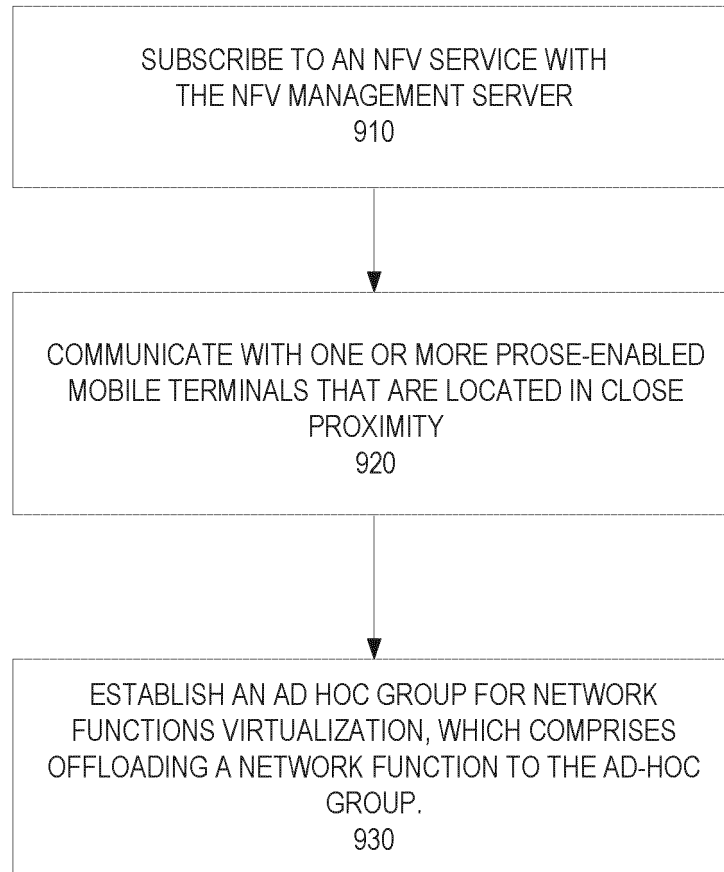 SUBSCRIBE TO AN NFV SERVICE WITH
THE NFV MANAGEMENT SERVER
910
COMMUNICATE WITH ONE OR MORE PROSE-ENABLED
MOBILE TERMINALS THAT ARE LOCATED IN CLOSE
PROXIMITY
920
ESTABLISH AN AD HOC GROUP FOR NETWORK
FUNCTIONS VIRTUALIZATION, WHICH COMPRISES
OFFLOADING A NETWORK FUNCTION TO THE AD-HOC
GROUP.
930